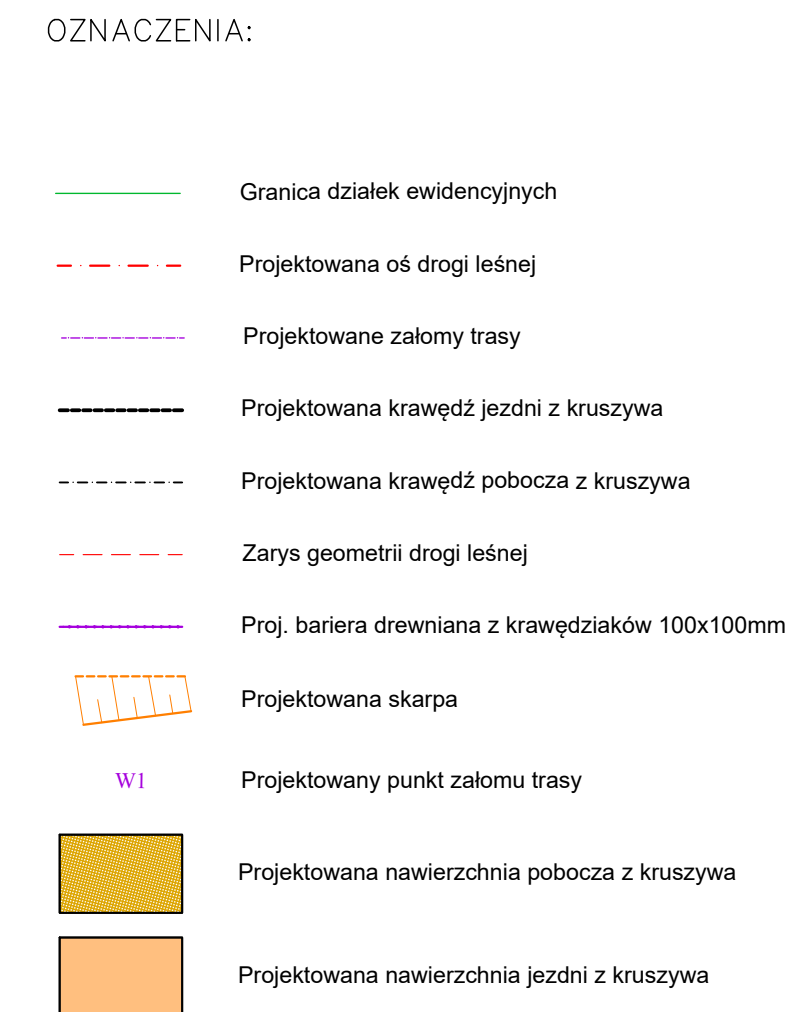 OZNACZENIA:
Granica działek ewidencyjnych
Projektowana oś drogi leśnej
Projektowane załomy trasy
Projektowana krawędź jezdni z kruszywa
Projektowana krawędź pobocza z kruszywa
Zarys geometrii drogi leśnej
Proj. bariera drewniana z krawędziaków 100x100mm
Projektowana skarpa
W1 Projektowany punkt załomu trasy
Projektowana nawierzchnia pobocza z kruszywa
Projektowana nawierzchnia jezdni z kruszywa